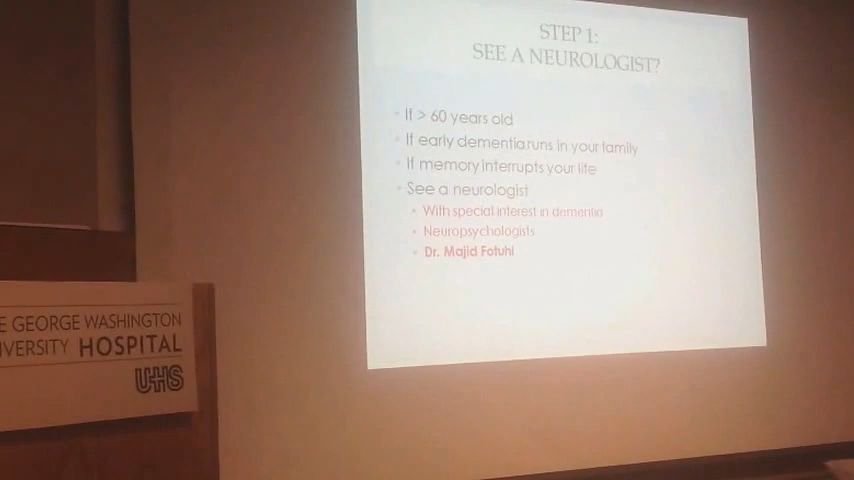 STEP 1:
SEE A NEUROLOGIST?
If > 60 years old
If early dementia runs in your family
If memory interrupts your life
See a neurologist
With special interest in dementia
Neuropsychologists
Dr. Majid Fotuhi
E GEORGE WASHINGTON
IVERSITY HOSPITAL
UHS